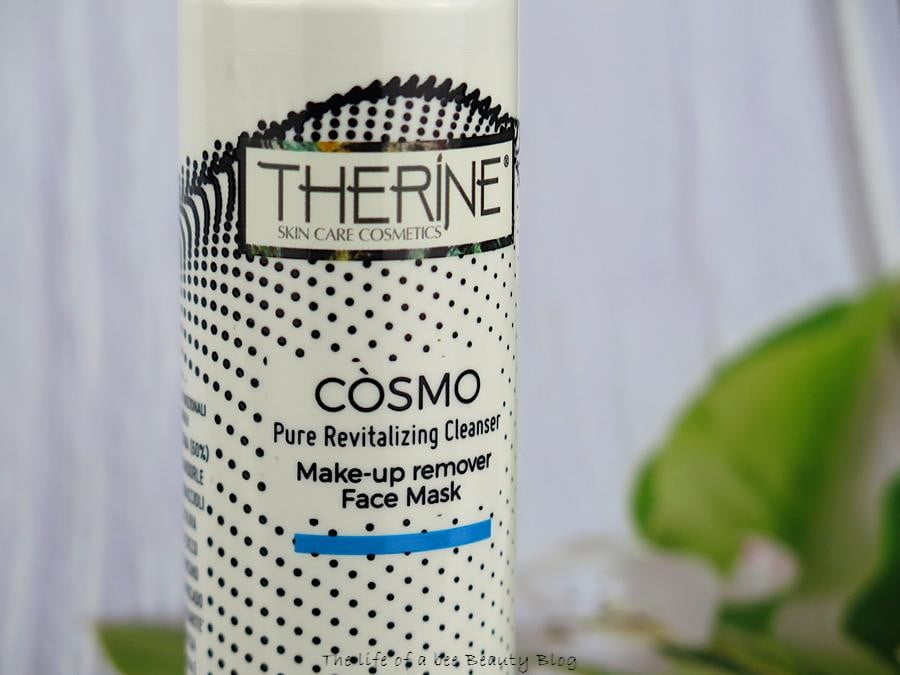 THERINE®
SKIN CARE COSMETICS
CÒSMO
Pure Revitalizing Cleanser
Make-up remover
Face Mask
(50%)
The life of a bee Beauty Blog